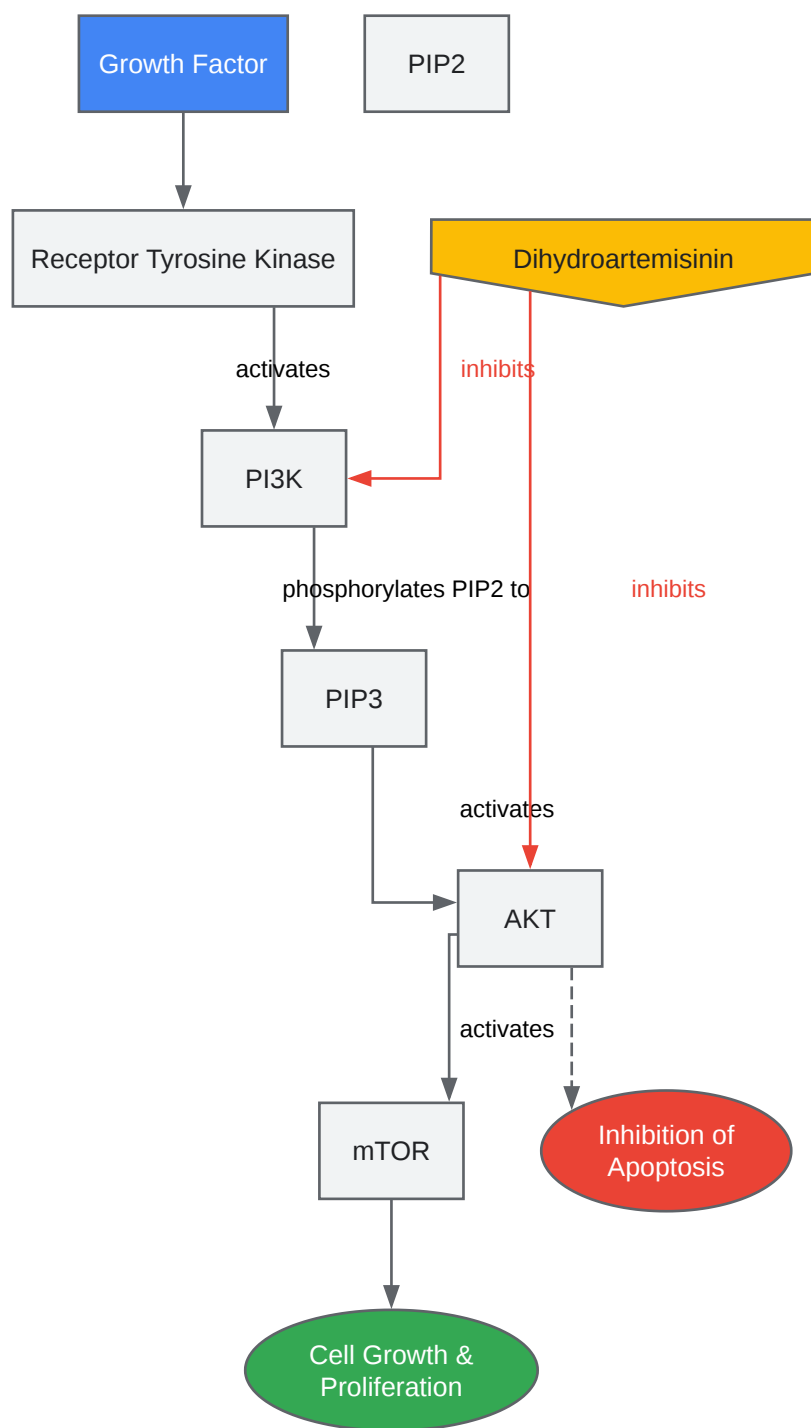 Growth Factor
PIP2
Receptor Tyrosine Kinase
Dihydroartemisinin
activates
inhibits
PI3K
phosphorylates PIP2 to
inhibits
PIP3
activates
AKT
activates
mTOR
Inhibition of
Apoptosis
Cell Growth &
Proliferation